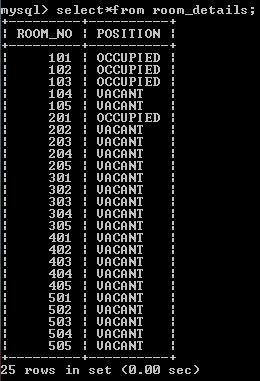 mysql> select*from room_details;
+---------+----------+
| ROOM_NO | POSITION |
+---------+----------+
| 101 | OCCUPIED |
| 102 | OCCUPIED |
| 103 | OCCUPIED |
| 104 | VACANT |
| 105 | VACANT |
| 201 | OCCUPIED |
| 202 | VACANT |
| 203 | VACANT |
| 204 | VACANT |
| 205 | VACANT |
| 301 | VACANT |
| 302 | VACANT |
| 303 | VACANT |
| 304 | VACANT |
| 305 | VACANT |
| 401 | VACANT |
| 402 | VACANT |
| 403 | VACANT |
| 404 | VACANT |
| 405 | VACANT |
| 501 | VACANT |
| 502 | VACANT |
| 503 | VACANT |
| 504 | VACANT |
| 505 | VACANT |
+---------+----------+
25 rows in set (0.00 sec)